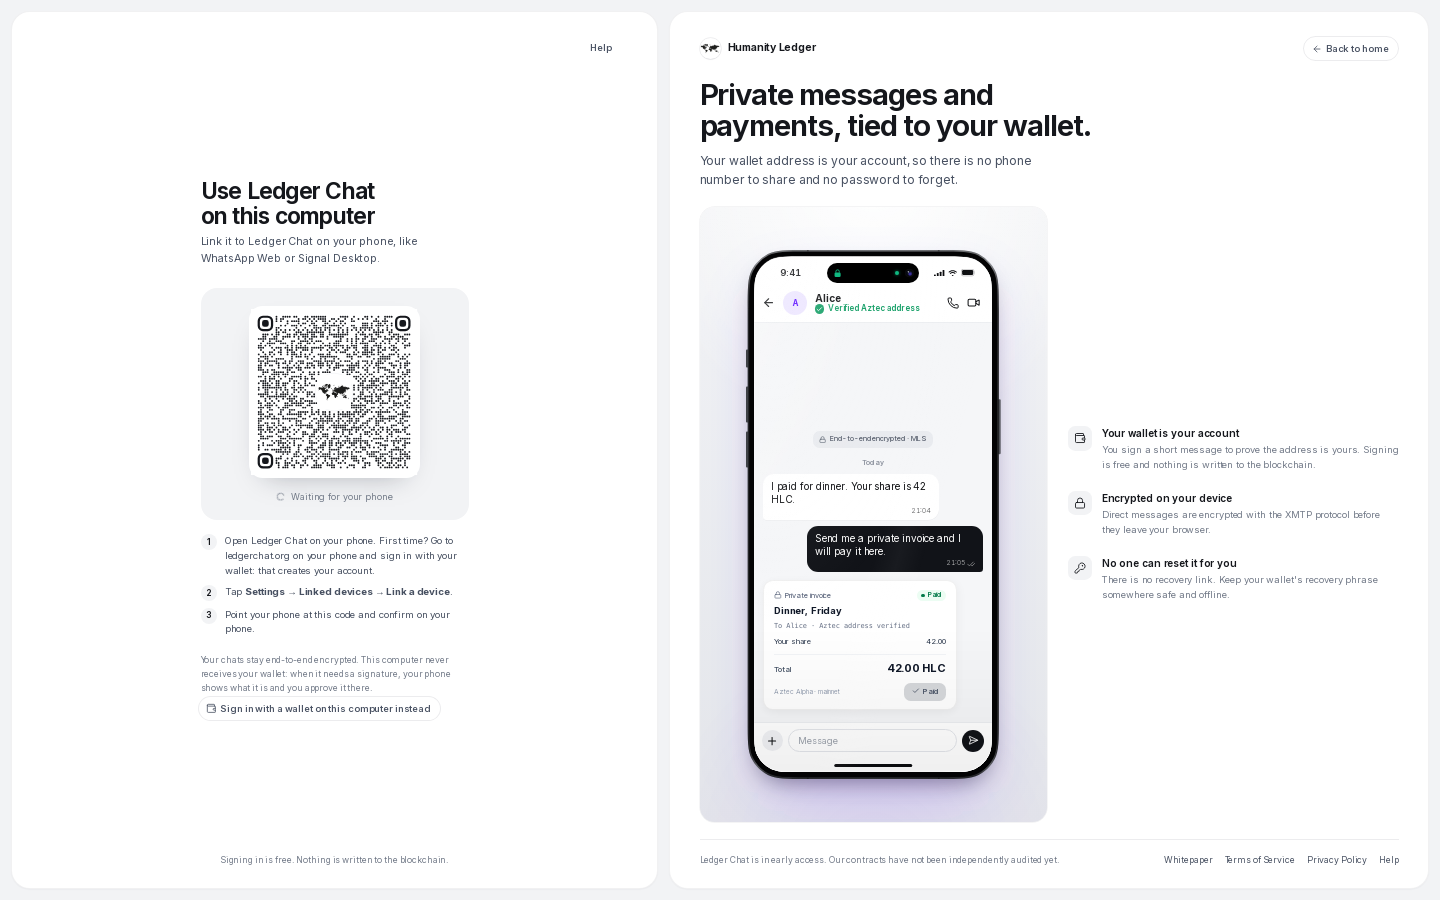 Help
Use Ledger Chat
on this computer
Link it to Ledger Chat on your phone, like
WhatsApp Web or Signal Desktop.
Waiting for your phone
1 Open Ledger Chat on your phone. First time? Go to
ledgerchat.org on your phone and sign in with your
wallet: that creates your account.
2 Tap Settings → Linked devices → Link a device.
3 Point your phone at this code and confirm on your
phone.
Your chats stay end-to-end encrypted. This computer never
receives your wallet: when it needs a signature, your phone
shows what it is and you approve it there.
Sign in with a wallet on this computer instead
Signing in is free. Nothing is written to the blockchain.
Humanity Ledger
← Back to home
Private messages and
payments, tied to your wallet.
Your wallet address is your account, so there is no phone
number to share and no password to forget.
9:41
A
Alice
Verified Aztec address
End-to-end encrypted · MLS
Today
I paid for dinner. Your share is 42
HLC.
21:04
Send me a private invoice and I
will pay it here.
21:05
Private invoice
Paid
Dinner, Friday
To Alice · Aztec address verified
Your share 42.00
Total 42.00 HLC
Aztec Alpha · mainnet
Paid
Message
Your wallet is your account
You sign a short message to prove the address is yours. Signing
is free and nothing is written to the blockchain.
Encrypted on your device
Direct messages are encrypted with the XMTP protocol before
they leave your browser.
No one can reset it for you
There is no recovery link. Keep your wallet's recovery phrase
somewhere safe and offline.
Ledger Chat is in early access. Our contracts have not been independently audited yet.
Whitepaper Terms of Service Privacy Policy Help